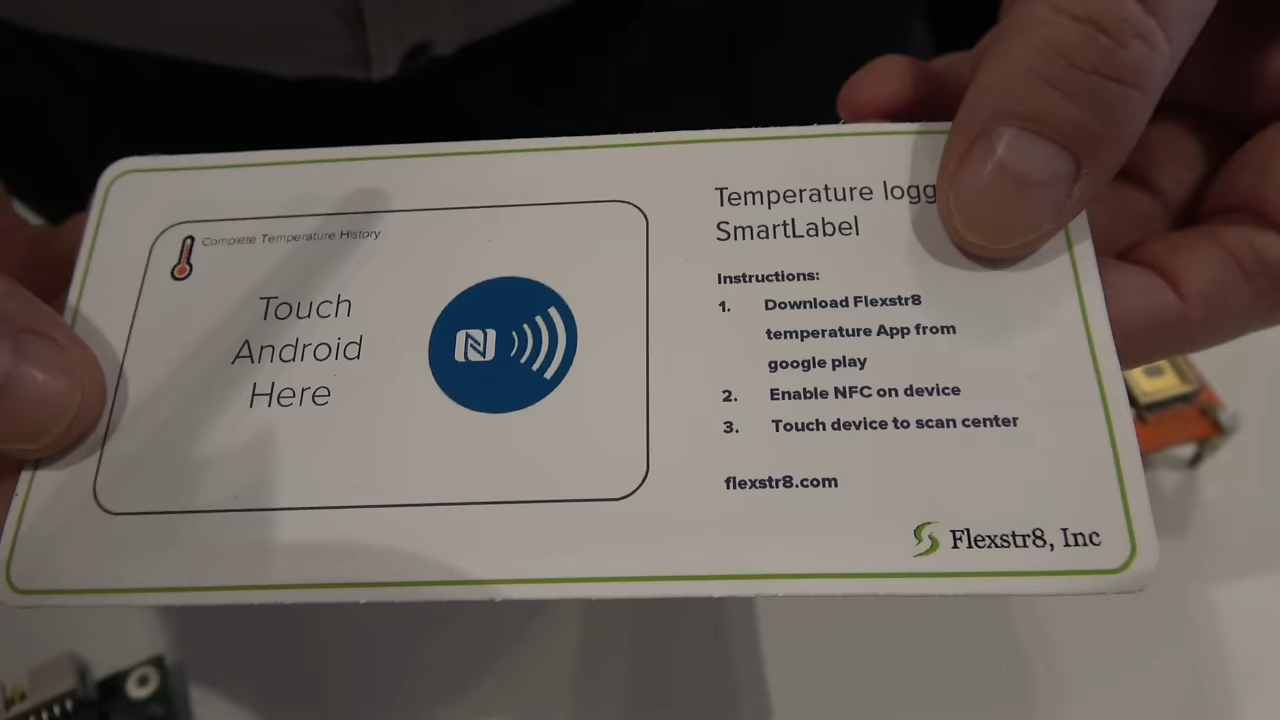 Complete Temperature History
Touch
Android
Here
Temperature logg
SmartLabel
Instructions:
1. Download Flexstr8
temperature App from
google play
2. Enable NFC on device
3. Touch device to scan center
flexstr8.com
Flexstr8, Inc